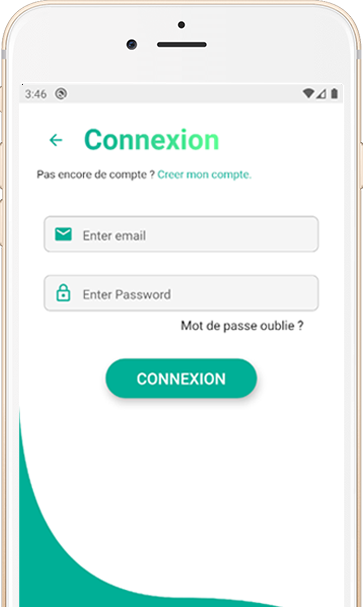 3:46
Connexion
Pas encore de compte ? Creer mon compte.
Enter email
Enter Password
Mot de passe oublie ?
CONNEXION